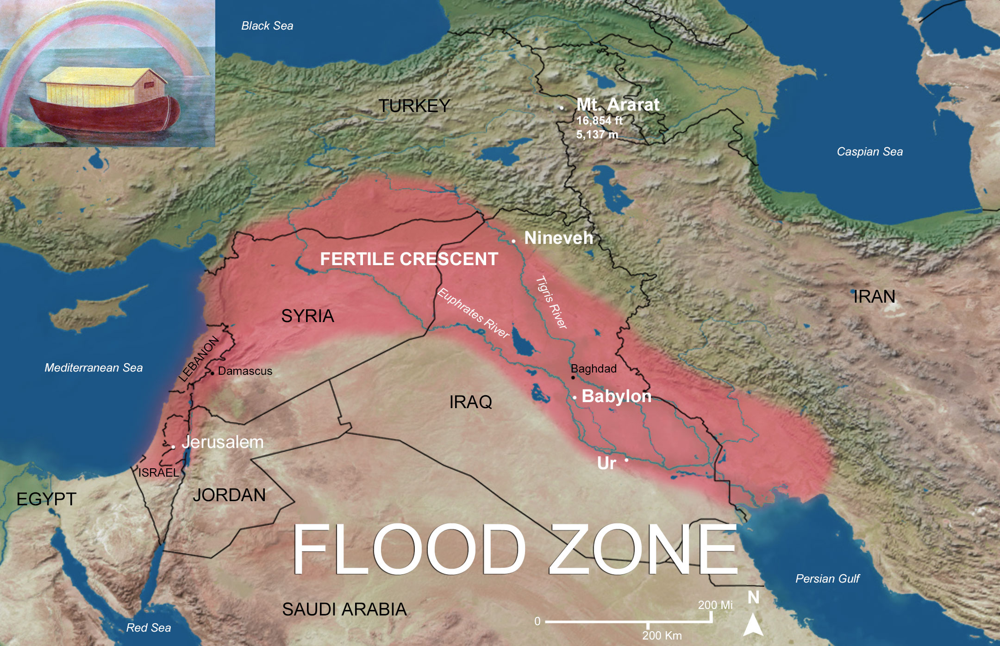 Black Sea
TURKEY
Mt. Ararat
16,854 ft
5,137 m
Caspian Sea
Nineveh
FERTILE CRESCENT
Tigris River
Euphrates River
IRAN
SYRIA
LEBANON
Mediterranean Sea
Damascus
Baghdad
Babylon
IRAQ
Jerusalem
Ur
ISRAEL
JORDAN
EGYPT
FLOOD ZONE
Persian Gulf
N
SAUDI ARABIA
200 Mi
0
200 Km
Red Sea